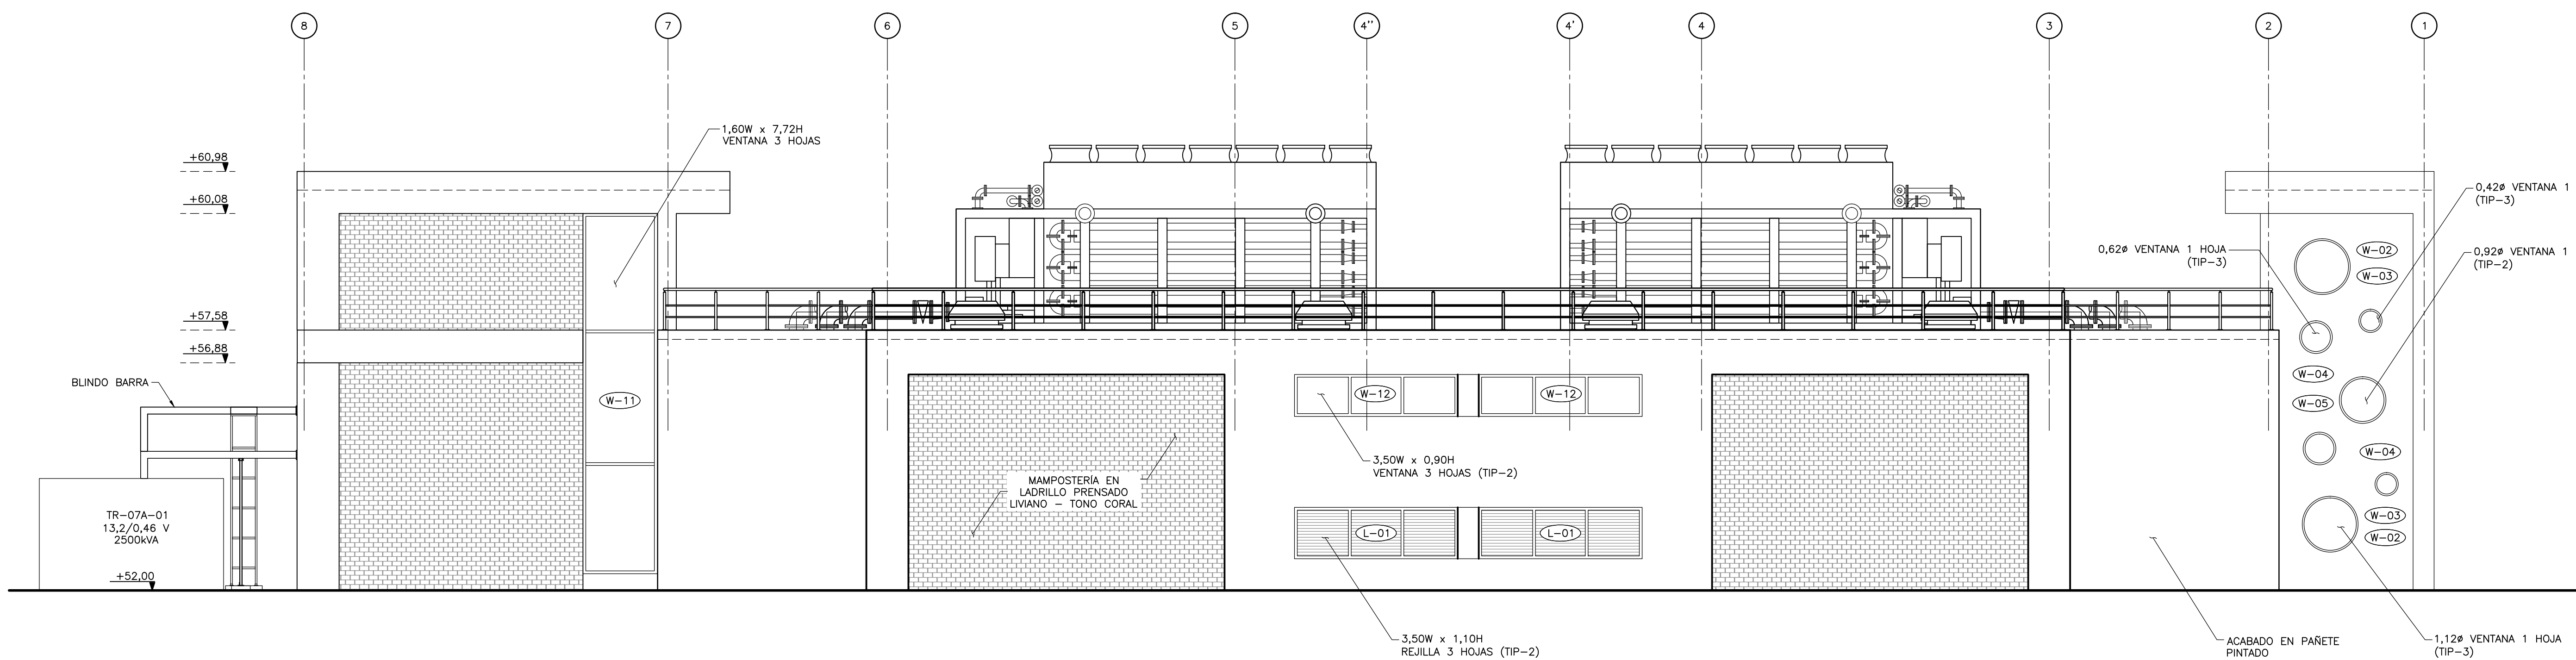 8
7
6
5
4''
4'
4
3
2
1
1,60W x 7,72H
VENTANA 3 HOJAS
+60,98
+60,08
+57,58
+56,88
BLINDO BARRA
W-11
TR-07A-01
13,2/0,46 V
2500kVA
+52,00
MAMPOSTERÍA EN
LADRILLO PRENSADO
LIVIANO - TONO CORAL
W-12
W-12
3,50W x 0,90H
VENTANA 3 HOJAS (TIP-2)
L-01
L-01
3,50W x 1,10H
REJILLA 3 HOJAS (TIP-2)
0,42ø VENTANA 1
(TIP-3)
0,62ø VENTANA 1 HOJA
(TIP-3)
W-02
W-03
0,92ø VENTANA 1
(TIP-2)
W-04
W-05
W-04
W-03
W-02
ACABADO EN PAÑETE
PINTADO
1,12ø VENTANA 1 HOJA
(TIP-3)